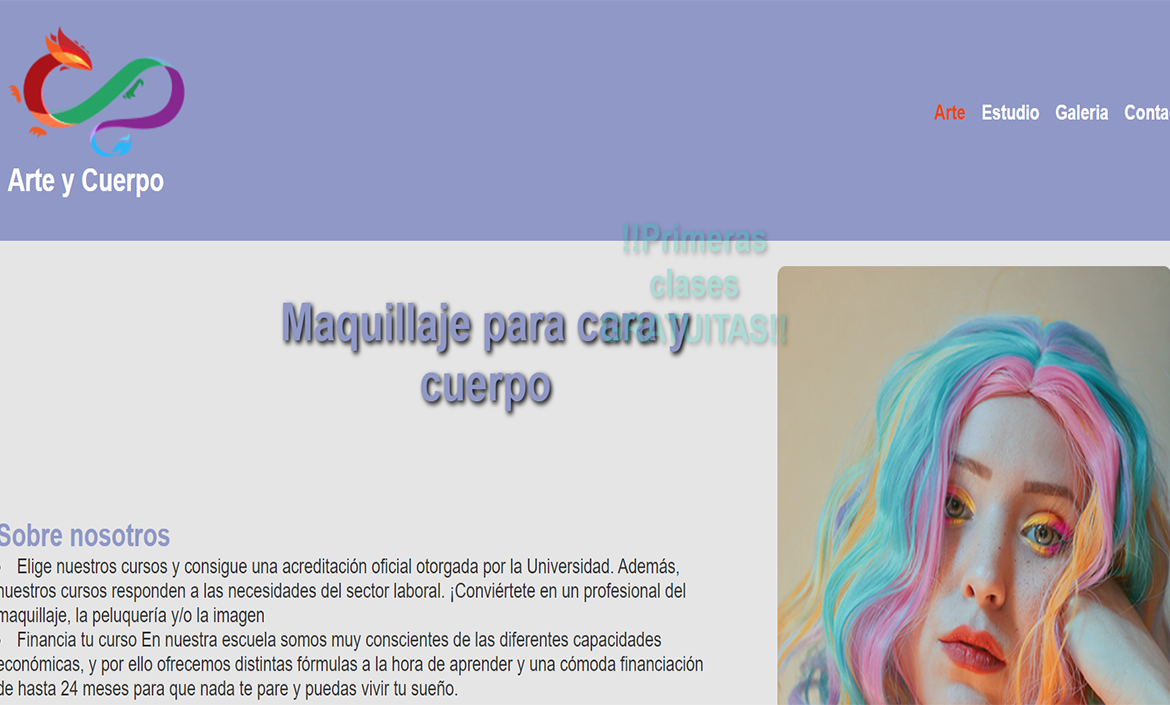 Arte y Cuerpo
Arte Estudio Galeria Conta
!!Primeras
clases
GRATUITAS!!
Maquillaje para cara y
cuerpo
Sobre nosotros
Elige nuestros cursos y consigue una acreditación oficial otorgada por la Universidad. Además,
nuestros cursos responden a las necesidades del sector laboral. ¡Conviértete en un profesional del
maquillaje, la peluquería y/o la imagen
Financia tu curso En nuestra escuela somos muy conscientes de las diferentes capacidades
económicas, y por ello ofrecemos distintas fórmulas a la hora de aprender y una cómoda financiación
de hasta 24 meses para que nada te pare y puedas vivir tu sueño.